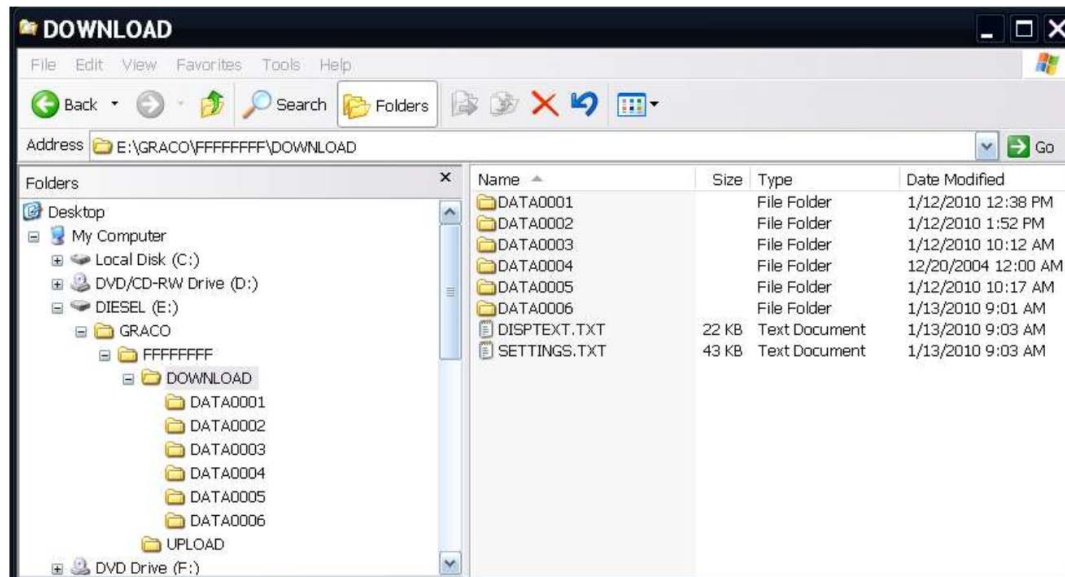 DOWNLOAD
File Edit View Favorites Tools Help
Back Search Folders
Address E:\GRACO\FFFFFFFF\DOWNLOAD Go
Folders
Desktop
My Computer
Local Disk (C:)
DVD/CD-RW Drive (D:)
DIESEL (E:)
GRACO
FFFFFFFF
DOWNLOAD
DATA0001
DATA0002
DATA0003
DATA0004
DATA0005
DATA0006
UPLOAD
DVD Drive (F:)
Name Size Type Date Modified
DATA0001 File Folder 1/12/2010 12:38 PM
DATA0002 File Folder 1/12/2010 1:52 PM
DATA0003 File Folder 1/12/2010 10:12 AM
DATA0004 File Folder 12/20/2004 12:00 AM
DATA0005 File Folder 1/12/2010 10:17 AM
DATA0006 File Folder 1/13/2010 9:01 AM
DISPTEXT.TXT 22 KB Text Document 1/13/2010 9:03 AM
SETTINGS.TXT 43 KB Text Document 1/13/2010 9:03 AM